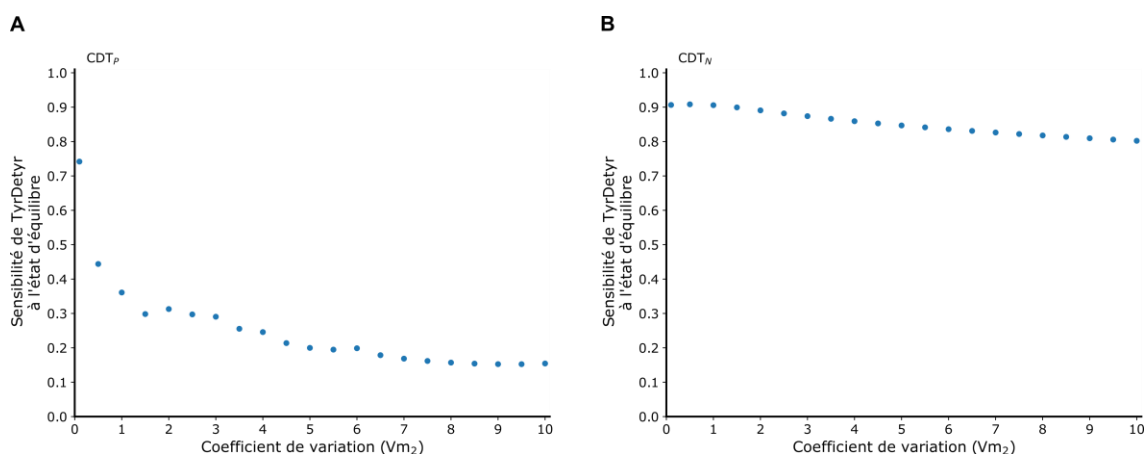 A
CDTP
Sensibilité de TyrDetyr
à l'état d'équilibre
1.0
0.9
0.8
0.7
0.6
0.5
0.4
0.3
0.2
0.1
0.0
0 1 2 3 4 5 6 7 8 9 10
Coefficient de variation (Vm2)
B
CDTN
Sensibilité de TyrDetyr
à l'état d'équilibre
1.0
0.9
0.8
0.7
0.6
0.5
0.4
0.3
0.2
0.1
0.0
0 1 2 3 4 5 6 7 8 9 10
Coefficient de variation (Vm2)